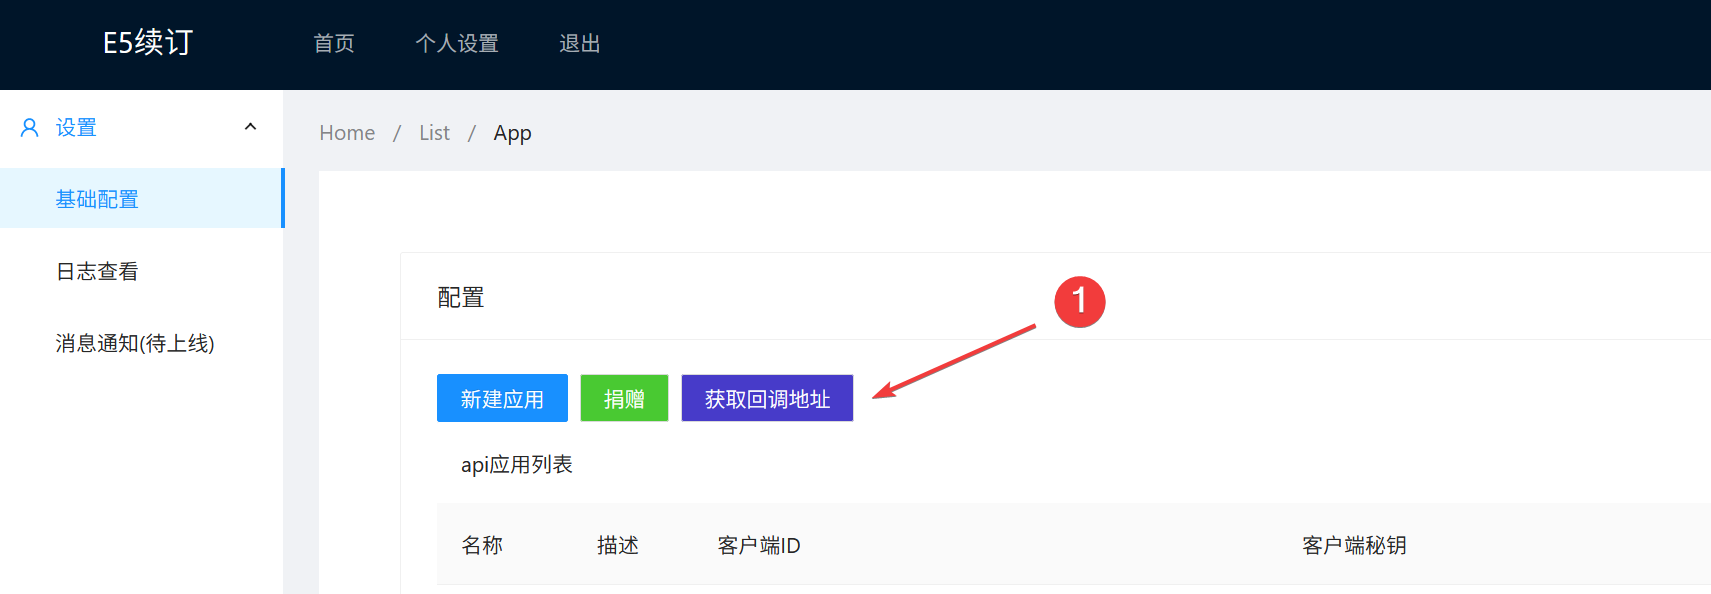 E5续订 首页 个人设置 退出
设置
Home / List / App
基础配置
日志查看
配置
1
消息通知(待上线)
新建应用 捐赠 获取回调地址
api应用列表
名称 描述 客户端ID 客户端秘钥